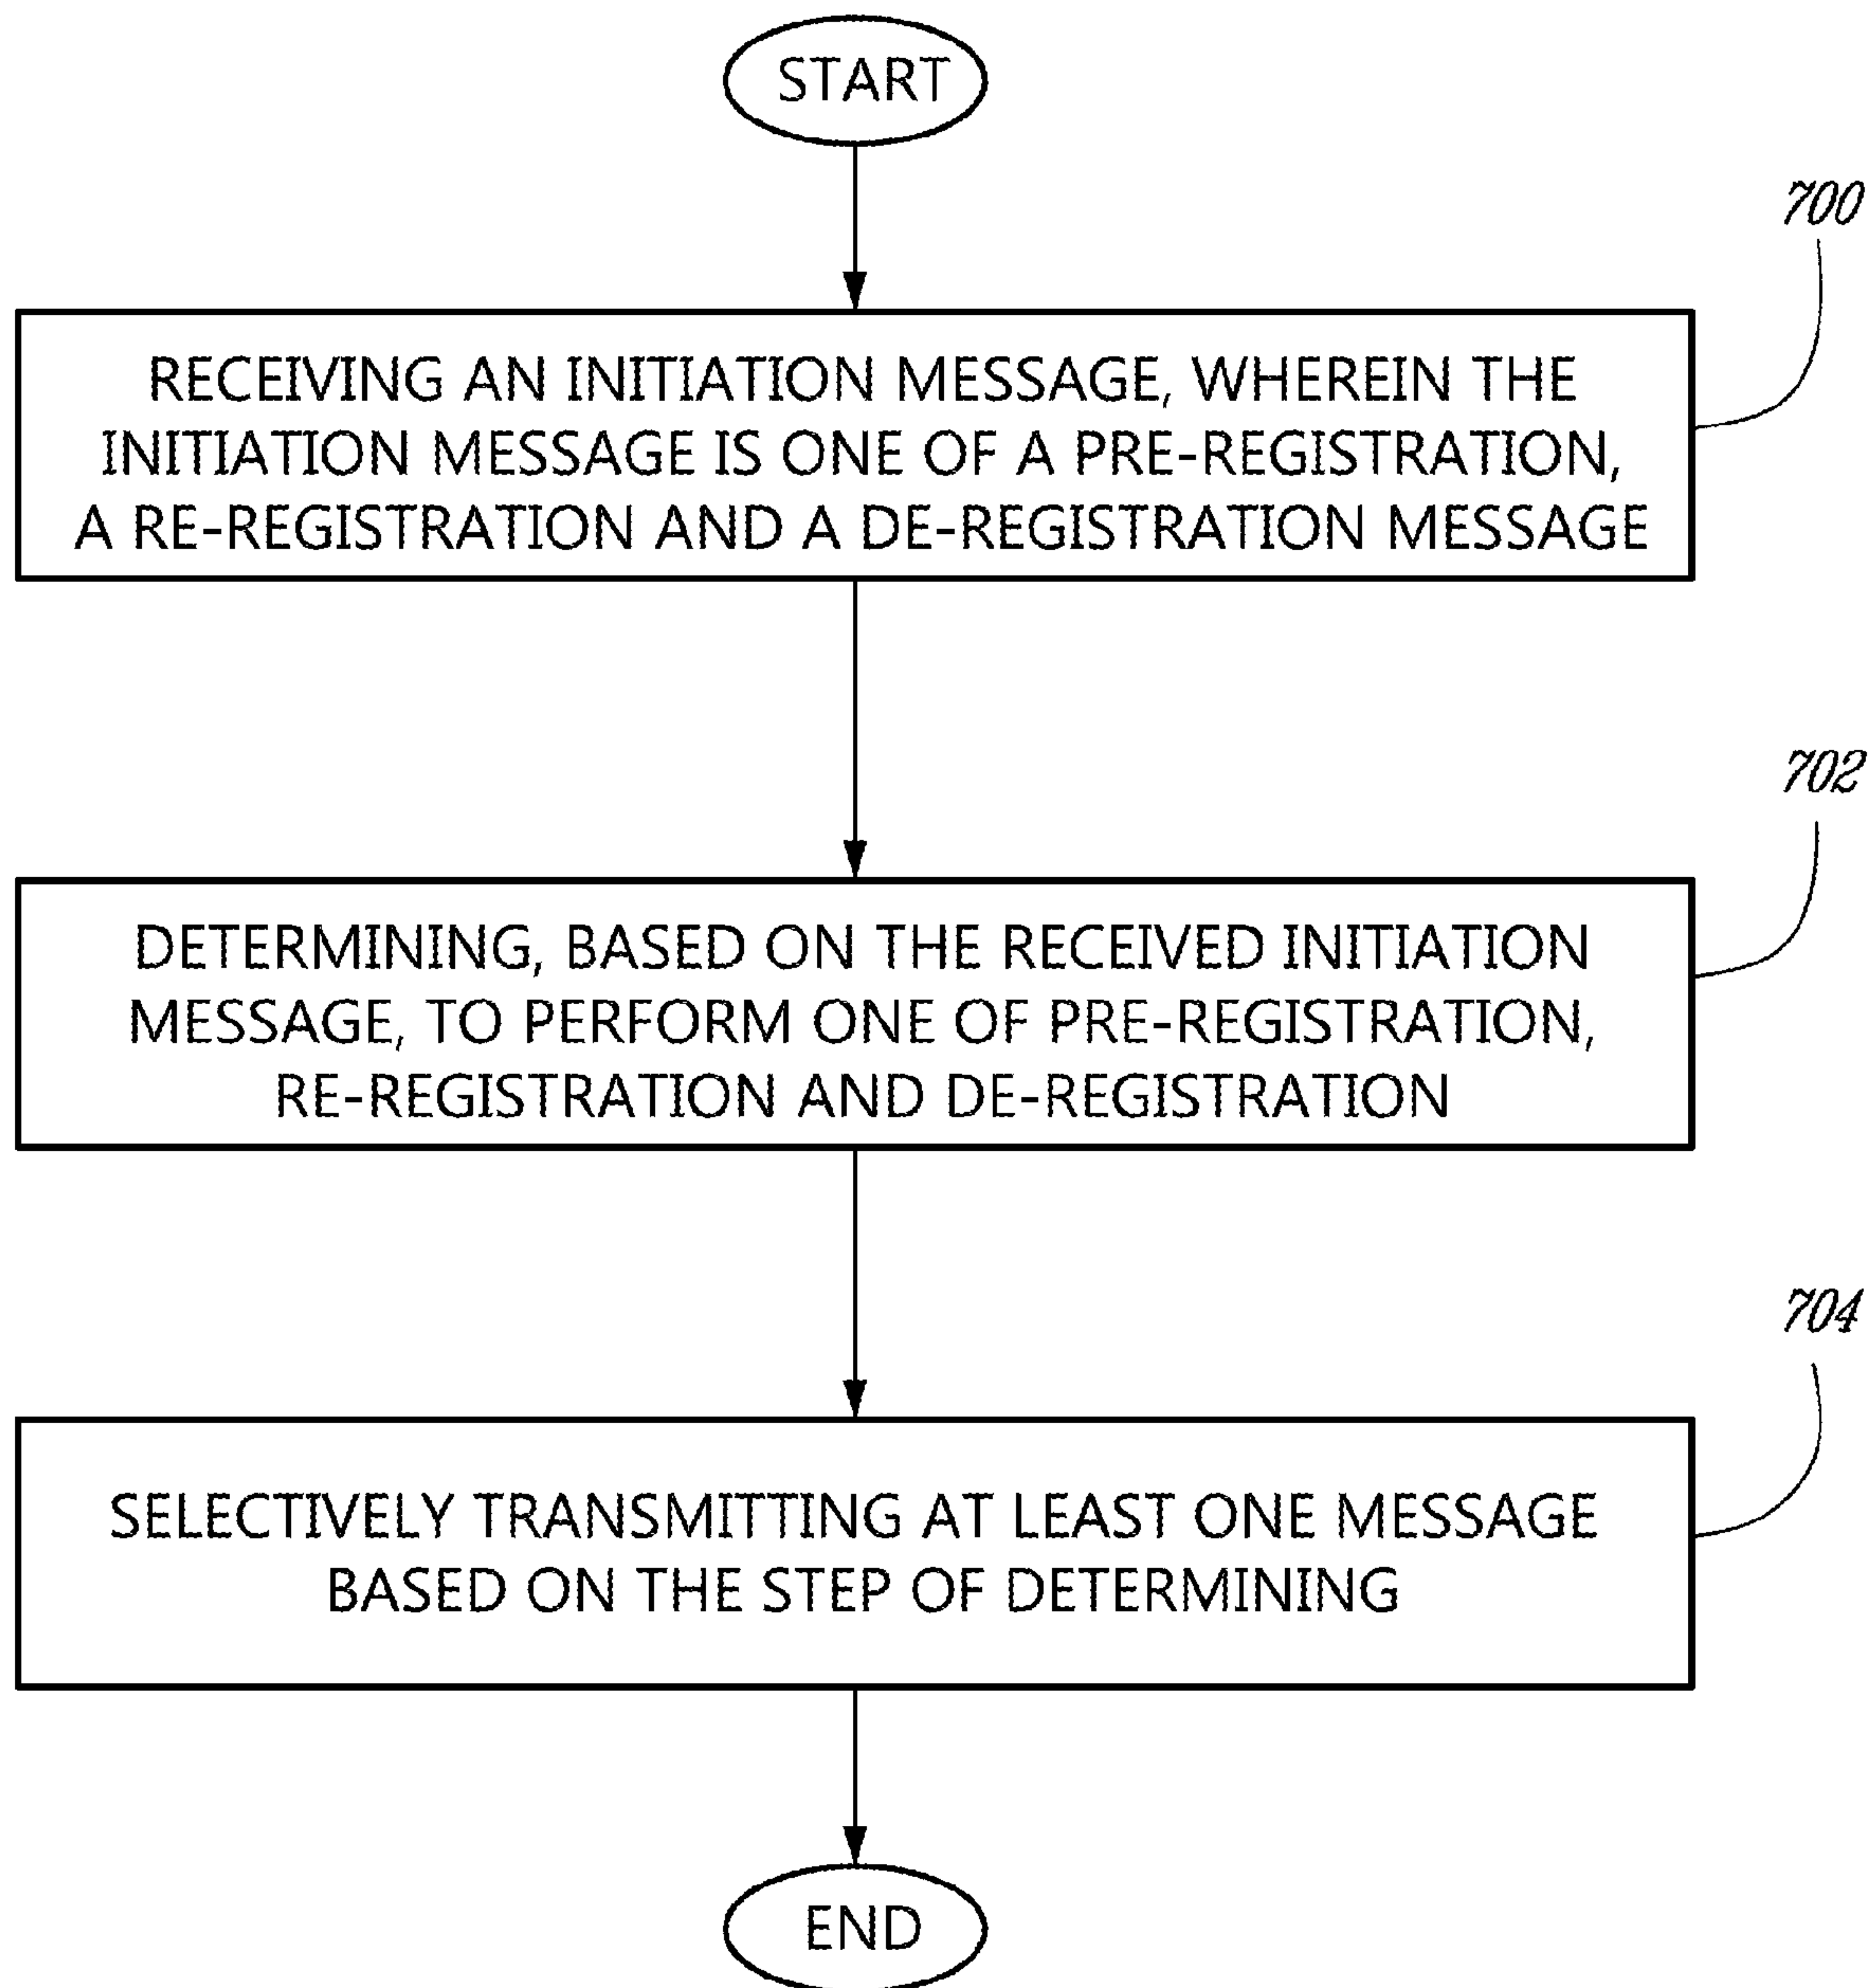 START
700
RECEIVING AN INITIATION MESSAGE, WHEREIN THE
INITIATION MESSAGE IS ONE OF A PRE-REGISTRATION,
A RE-REGISTRATION AND A DE-REGISTRATION MESSAGE
702
DETERMINING, BASED ON THE RECEIVED INITIATION
MESSAGE, TO PERFORM ONE OF PRE-REGISTRATION,
RE-REGISTRATION AND DE-REGISTRATION
704
SELECTIVELY TRANSMITTING AT LEAST ONE MESSAGE
BASED ON THE STEP OF DETERMINING
END